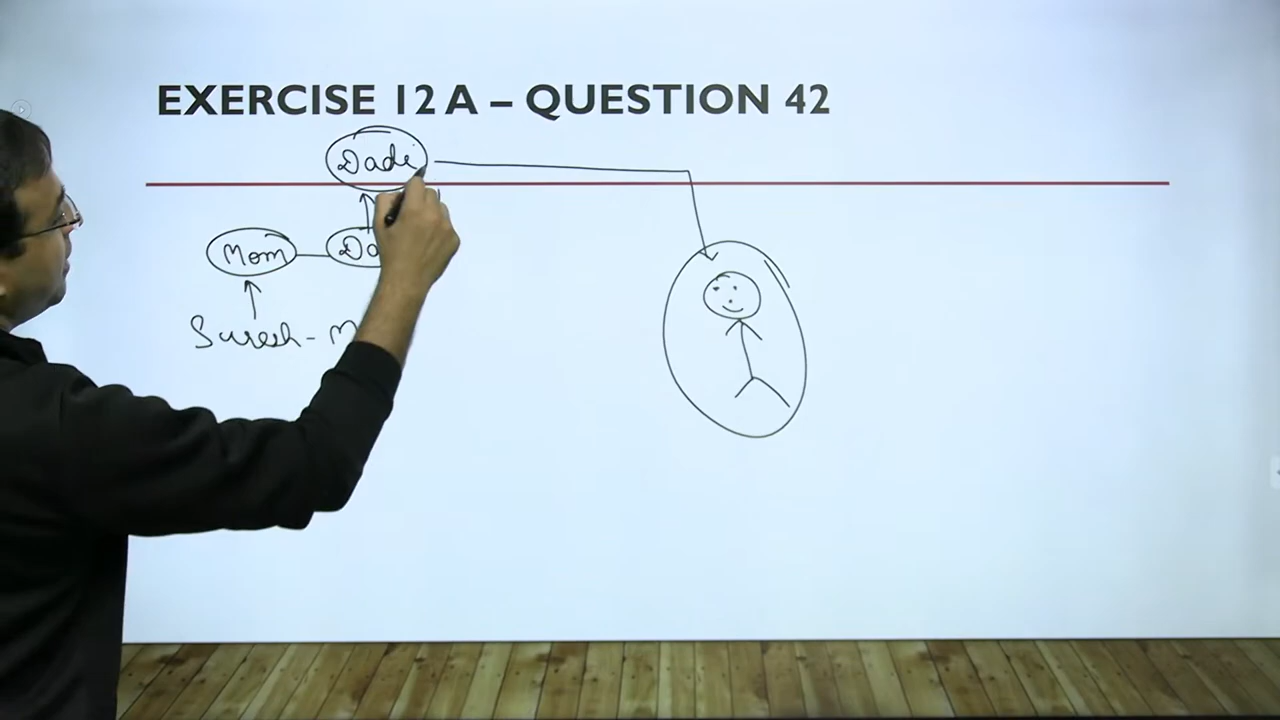 EXERCISE 12 A – QUESTION 42
Dadi
Mom
Suresh -